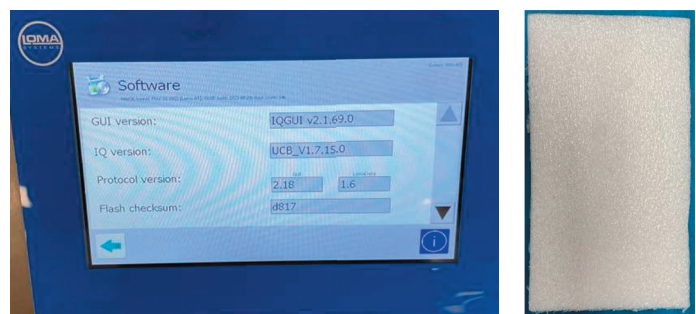 IQMA
SYSTEMS
Software
GUI version:
IQGUI v2.1.69.0
IQ version:
UCB_V1.7.15.0
Protocol version:
2.18
1.6
Flash checksum:
d817
i